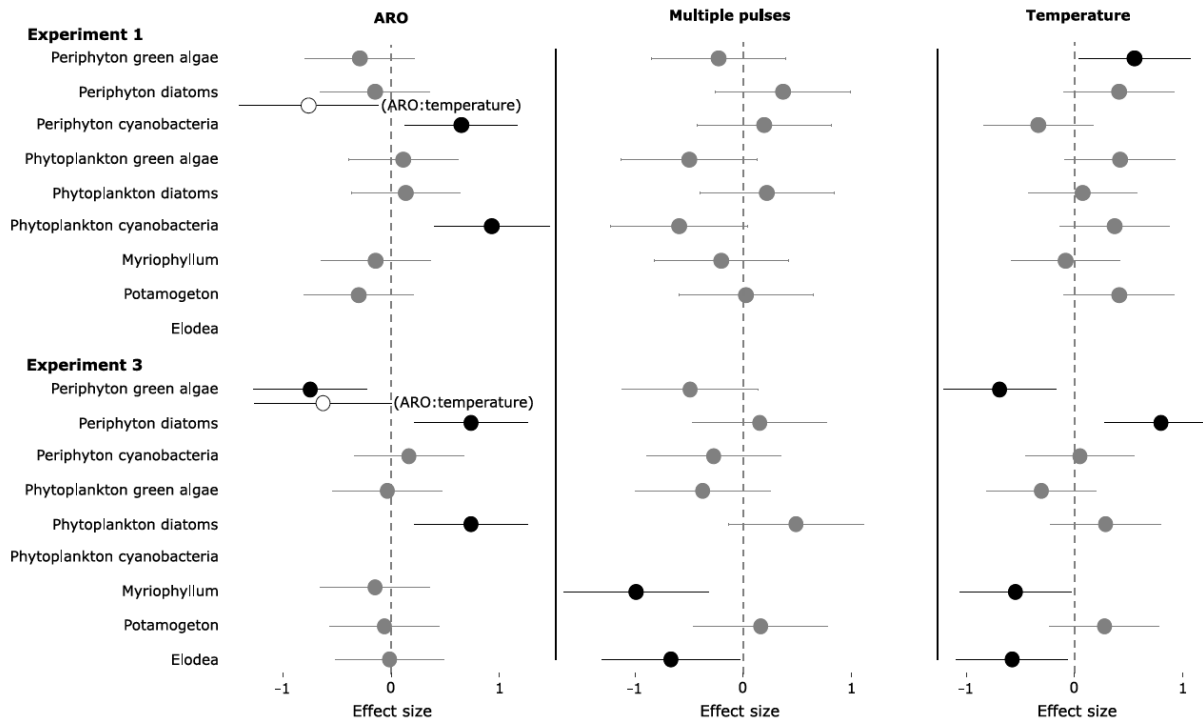 ARO Multiple pulses Temperature
Experiment 1
Periphyton green algae
Periphyton diatoms
(ARO:temperature)
Periphyton cyanobacteria
Phytoplankton green algae
Phytoplankton diatoms
Phytoplankton cyanobacteria
Myriophyllum
Potamogeton
Elodea
Experiment 3
Periphyton green algae
(ARO:temperature)
Periphyton diatoms
Periphyton cyanobacteria
Phytoplankton green algae
Phytoplankton diatoms
Phytoplankton cyanobacteria
Myriophyllum
Potamogeton
Elodea
-1 0 1 -1 0 1 -1 0 1
Effect size Effect size Effect size